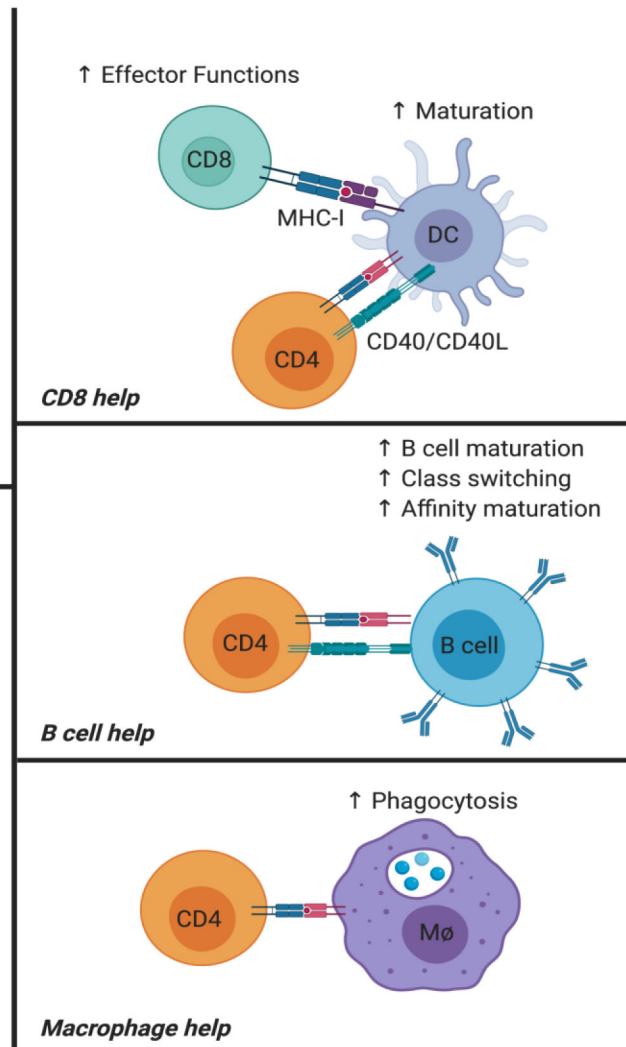 ↑ Effector Functions
↑ Maturation
CD8
MHC-I
DC
CD4
CD40/CD40L
CD8 help
↑ B cell maturation
↑ Class switching
↑ Affinity maturation
CD4
B cell
B cell help
↑ Phagocytosis
CD4
Mø
Macrophage help